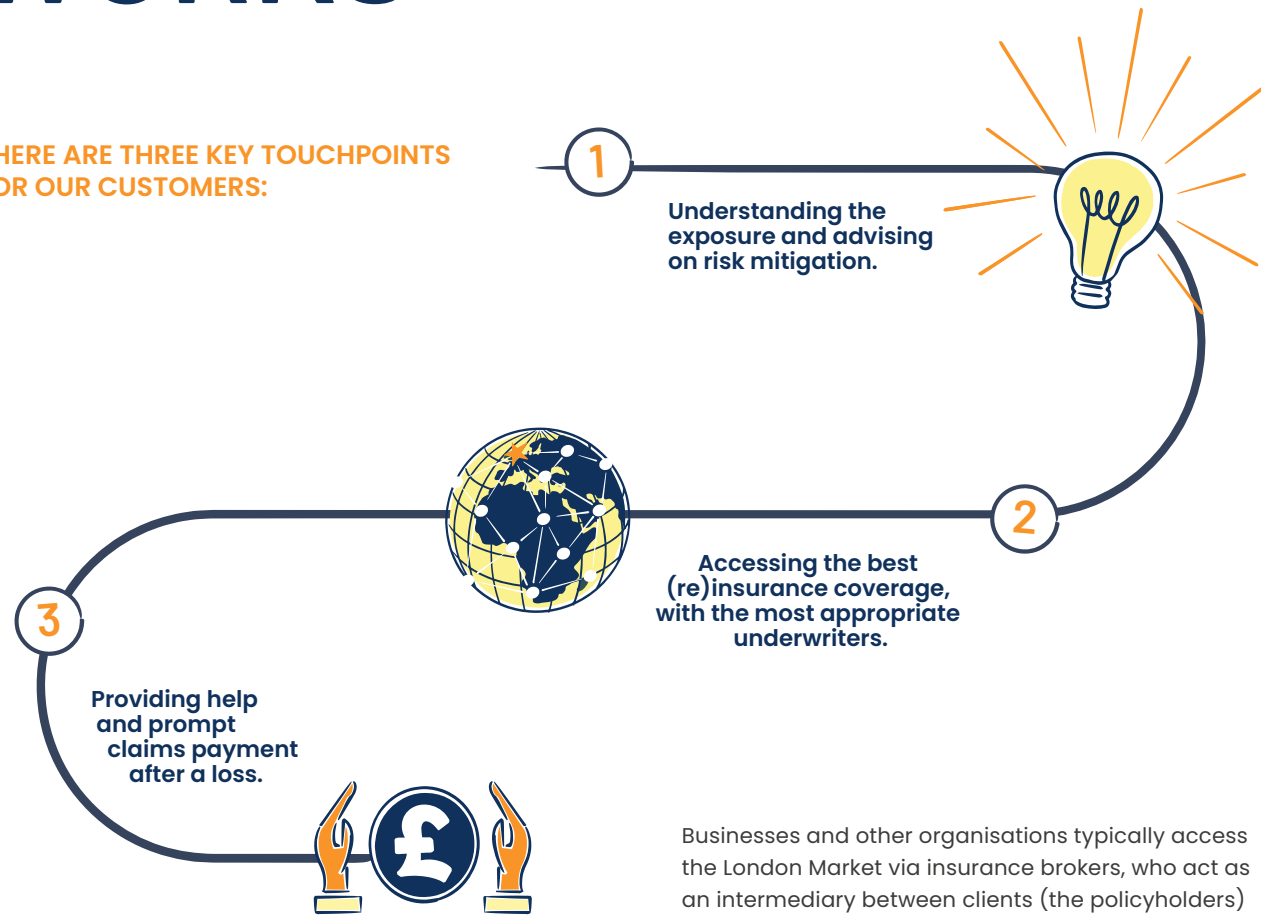 HERE ARE THREE KEY TOUCHPOINTS
OR OUR CUSTOMERS:
1
Understanding the
exposure and advising
on risk mitigation.
2
Accessing the best
(re)insurance coverage,
with the most appropriate
underwriters.
3
Providing help
and prompt
claims payment
after a loss.
£
Businesses and other organisations typically access
the London Market via insurance brokers, who act as
an intermediary between clients (the policyholders)